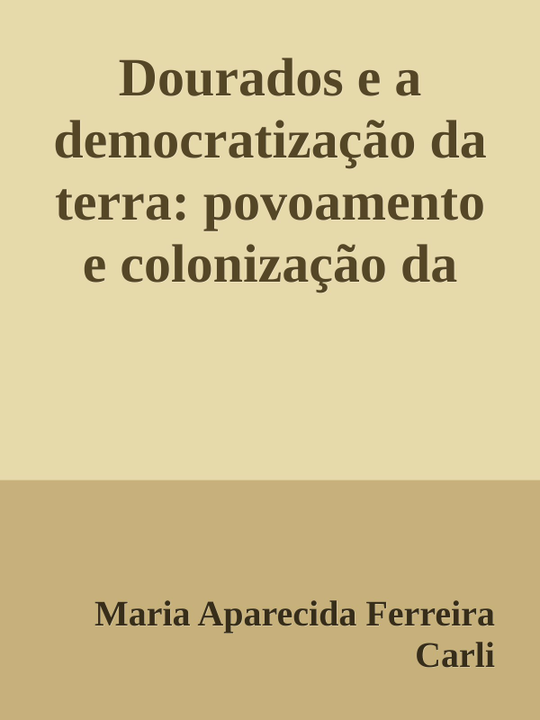 Dourados e a
democratização da
terra: povoamento
e colonização da
Maria Aparecida Ferreira
Carli